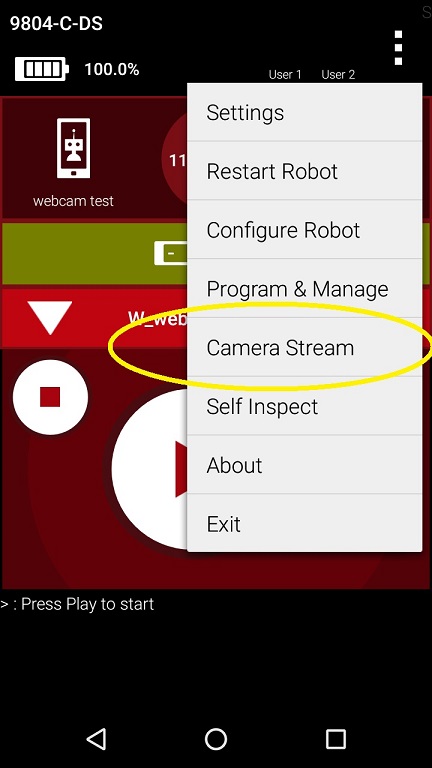 9804-C-DS
100.0%
User 1 User 2
Settings
11
Restart Robot
webcam test
Configure Robot
Program & Manage
W_web
Camera Stream
Self Inspect
About
Exit
> : Press Play to start